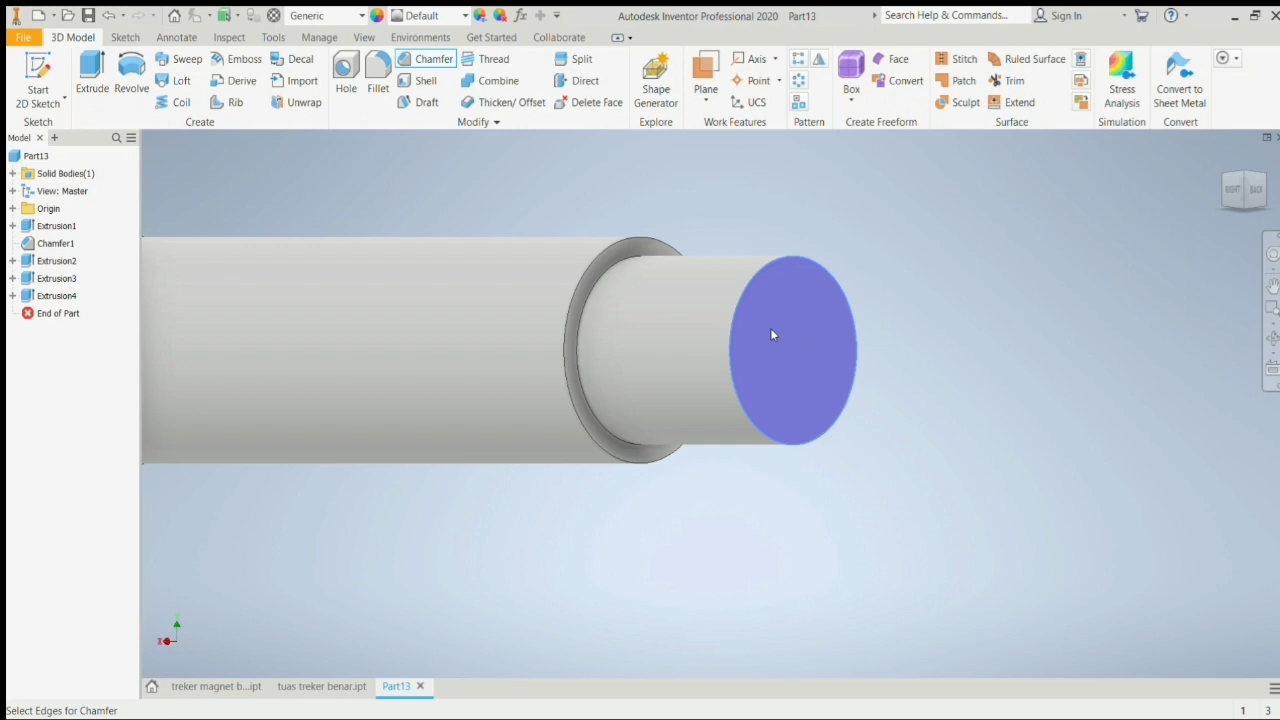 Generic Default Autodesk Inventor Professional 2020 Part13 Search Help & Commands... Sign In
File 3D Model Sketch Annotate Inspect Tools Manage View Environments Get Started Collaborate
Start
2D Sketch
Sketch
Extrude
Revolve
Sweep Emboss Decal
Loft Derive Import
Coil Rib Unwrap
Create
Hole
Fillet
Chamfer Thread Split
Shell Combine Direct
Draft Thicken/ Offset Delete Face
Modify
Shape
Generator
Explore
Plane
Axis
Point
UCS
Work Features
Pattern
Box
Face
Convert
Create Freeform
Stitch Ruled Surface
Patch Trim
Sculpt Extend
Surface
Stress
Analysis
Simulation
Convert to
Sheet Metal
Convert
Model
Part13
Solid Bodies(1)
View: Master
Origin
Extrusion1
Chamfer1
Extrusion2
Extrusion3
Extrusion4
End of Part
RIGHT BACK
treker magnet b...ipt tuas treker benar.ipt Part13
Select Edges for Chamfer 1 3